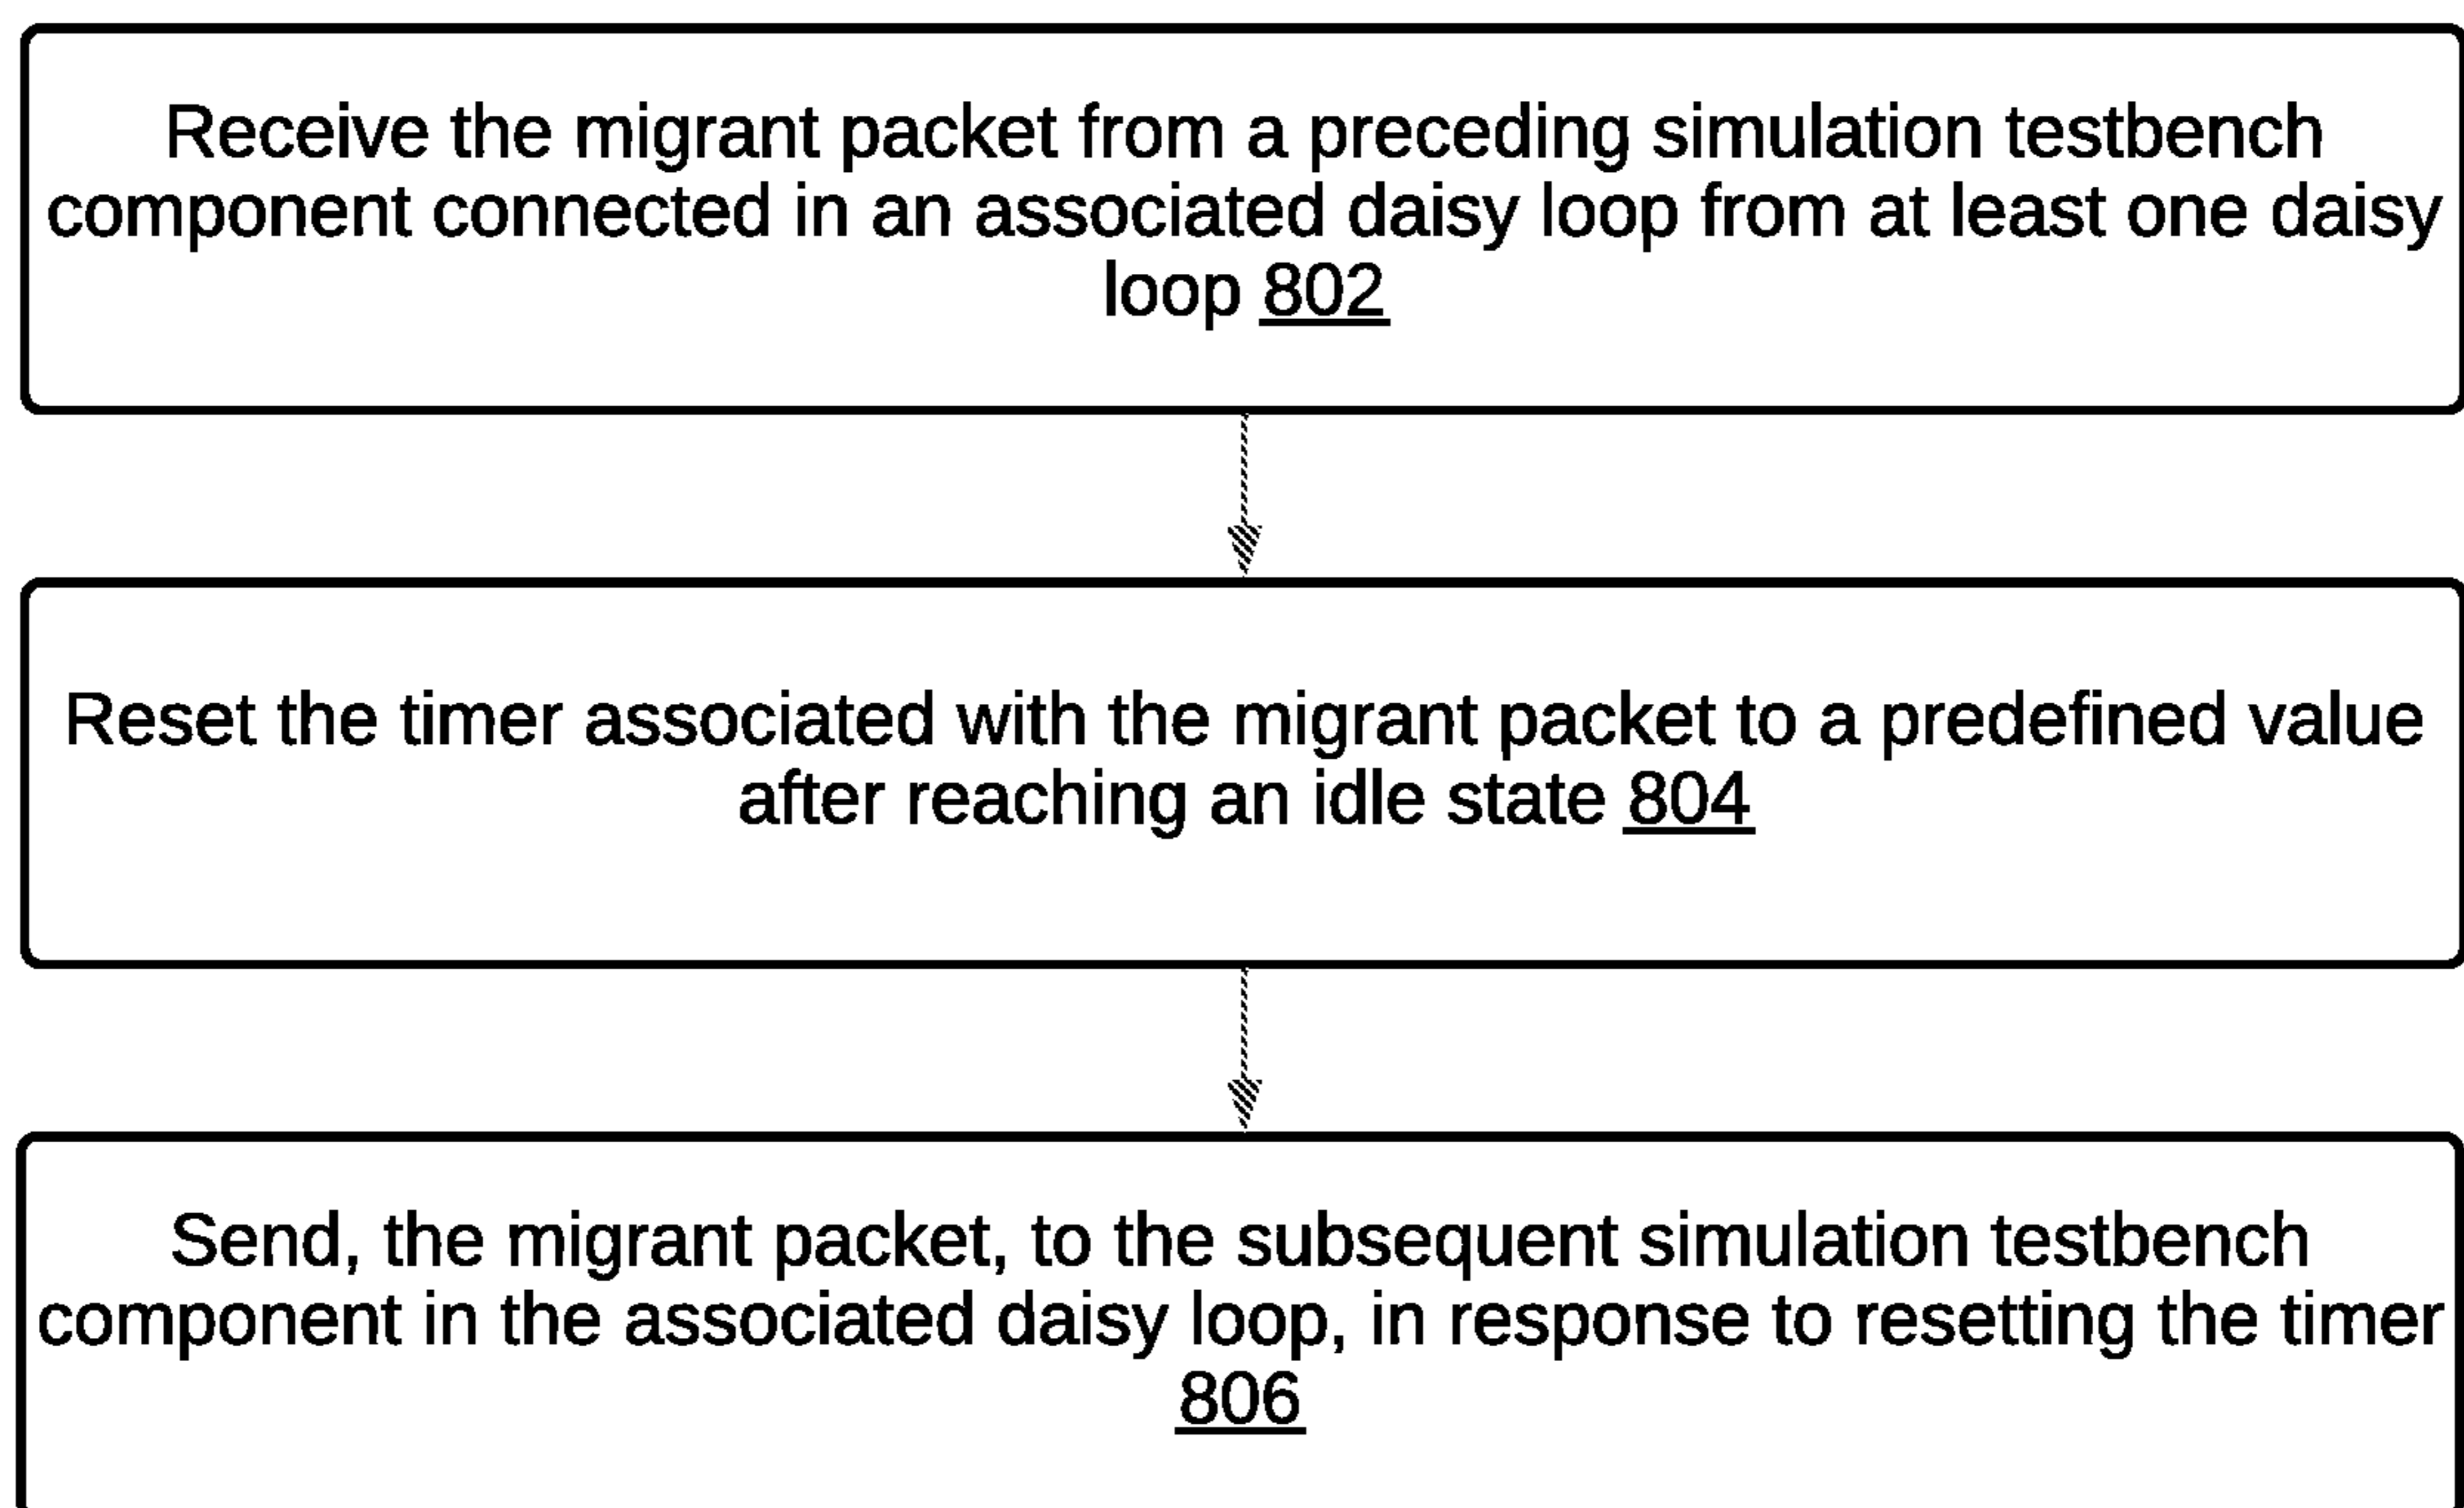 Receive the migrant packet from a preceding simulation testbench
component connected in an associated daisy loop from at least one daisy
loop 802
Reset the timer associated with the migrant packet to a predefined value
after reaching an idle state 804
Send, the migrant packet, to the subsequent simulation testbench
component in the associated daisy loop, in response to resetting the timer
806